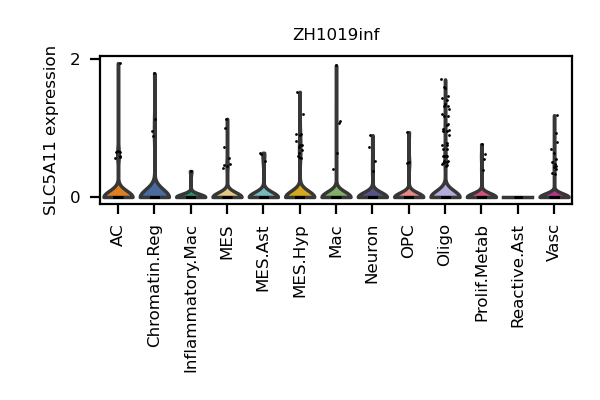 ZH1019inf
SLC5A11 expression
2
0
AC
Chromatin.Reg
Inflammatory.Mac
MES
MES.Ast
MES.Hyp
Mac
Neuron
OPC
Oligo
Prolif.Metab
Reactive.Ast
Vasc